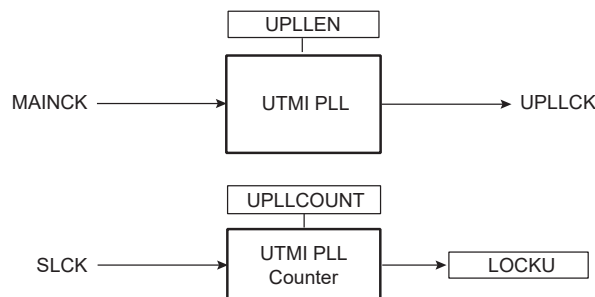 UPLLEN
MAINCK
UTMI PLL
UPLLCK
UPLLCOUNT
SLCK
UTMI PLL
Counter
LOCKU